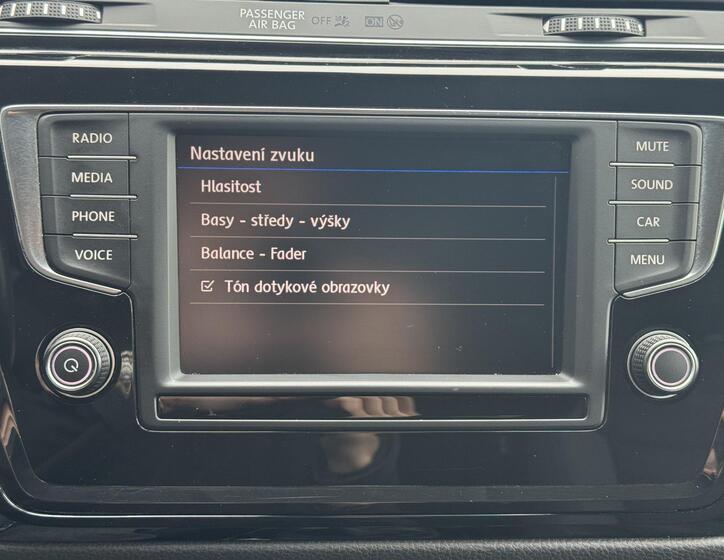 PASSENGER
AIR BAG
OFF
ON
RADIO
MEDIA
PHONE
VOICE
Nastavení zvuku
Hlasitost
Basy - středy - výšky
Balance - Fader
Tón dotykové obrazovky
MUTE
SOUND
CAR
MENU